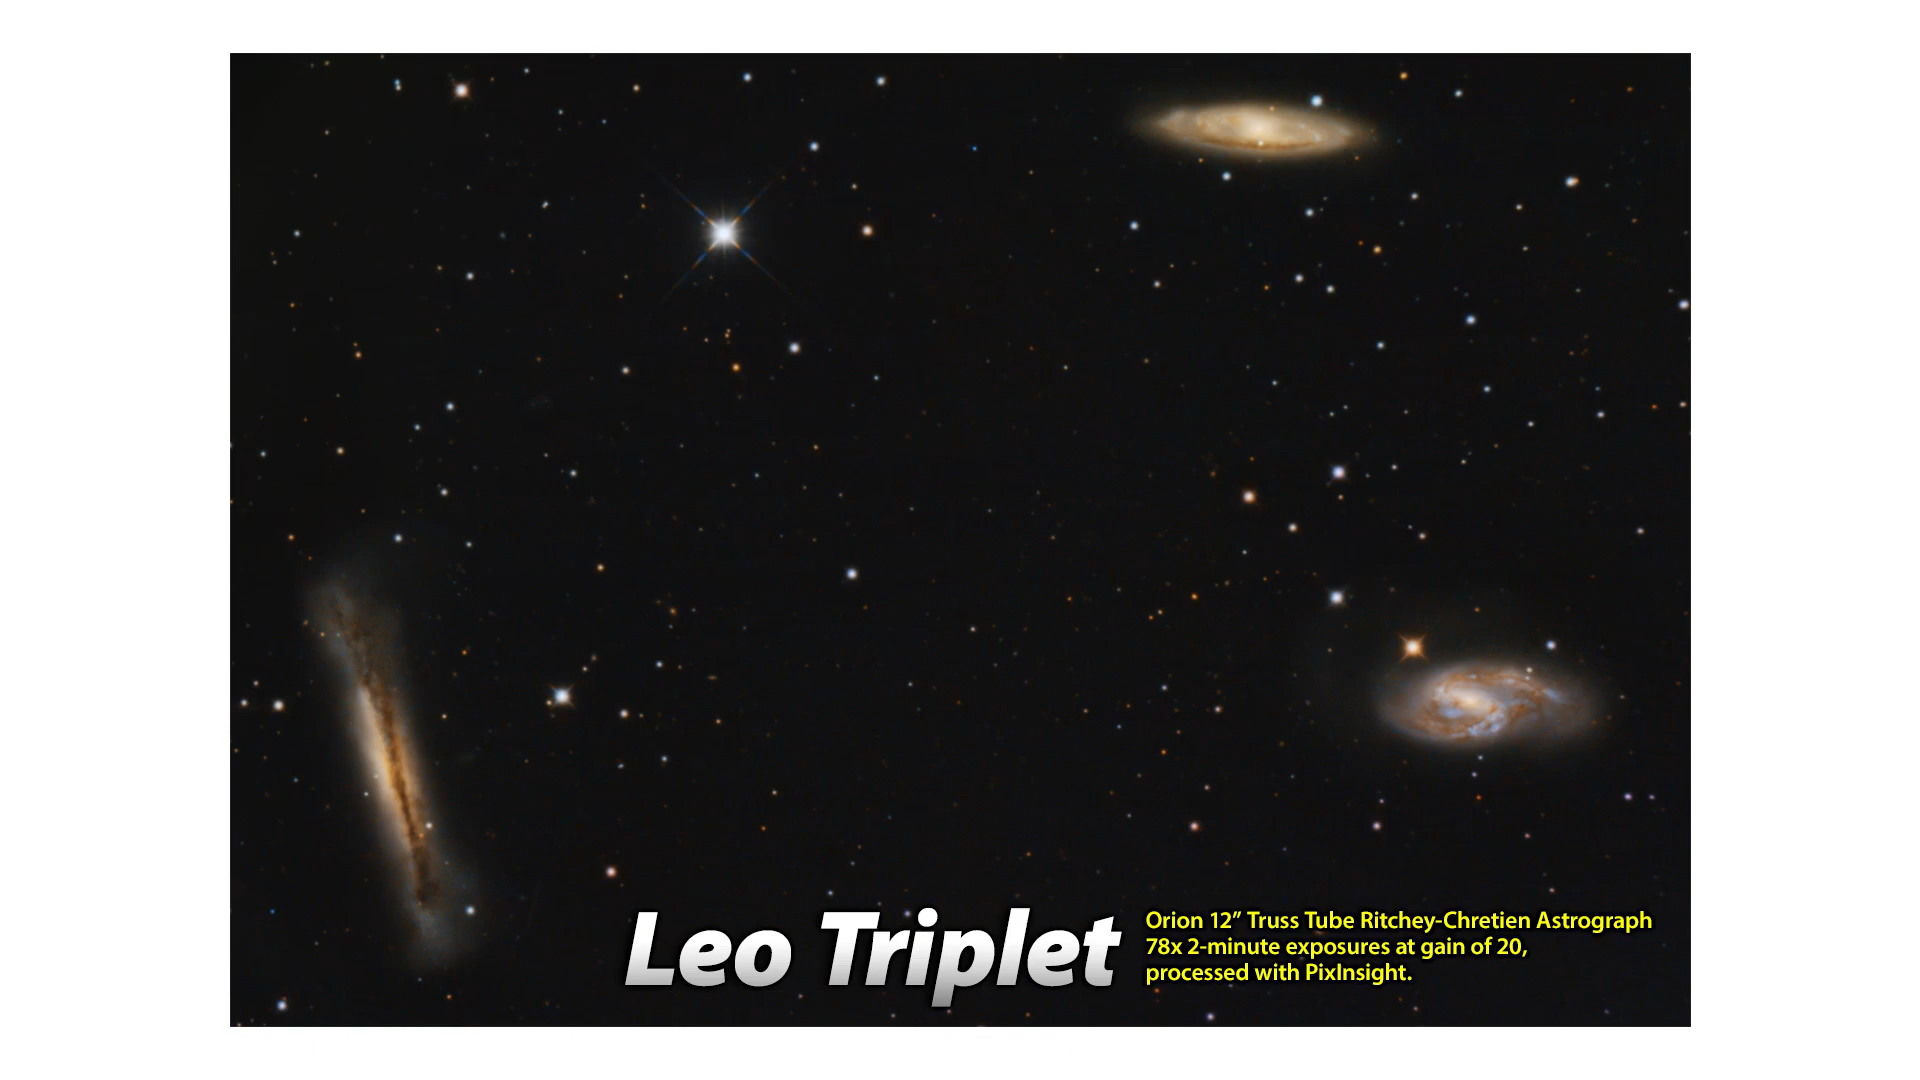 Leo Triplet
Orion 12” Truss Tube Ritchey-Chretien Astrograph
78x 2-minute exposures at gain of 20,
processed with PixInsight.